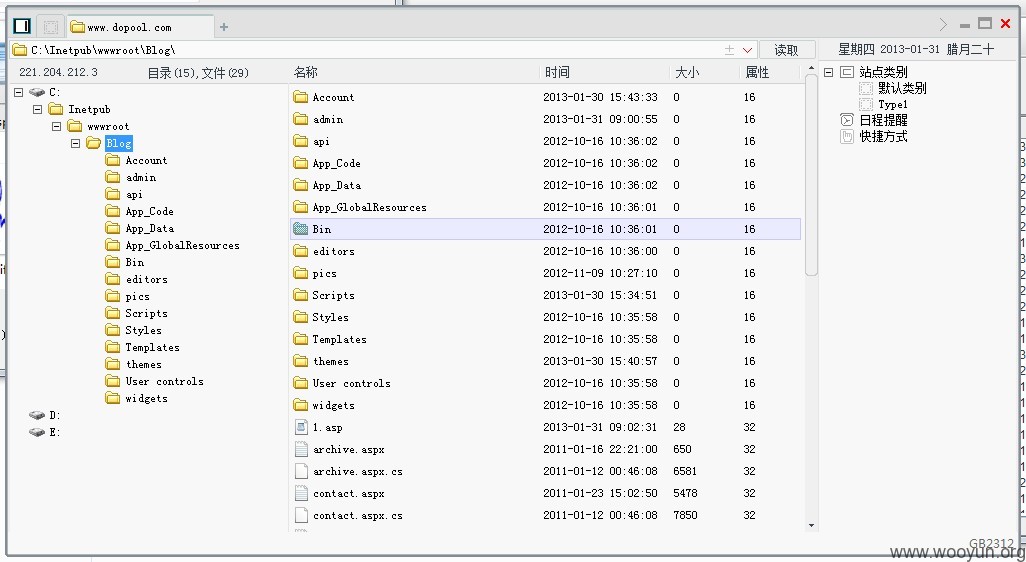 www.dopool.com
C:\Inetpub\wwwroot\Blog\
读取
星期四 2013-01-31 腊月二十
221.204.212.3 目录(15),文件(29)
名称 时间 大小 属性
C:
Inetpub
wwwroot
Blog
Account
admin
api
App_Code
App_Data
App_GlobalResources
Bin
editors
pics
Scripts
Styles
Templates
themes
User controls
widgets
D:
E:
Account 2013-01-30 15:43:33 0 16
admin 2013-01-31 09:00:55 0 16
api 2012-10-16 10:36:02 0 16
App_Code 2012-10-16 10:36:02 0 16
App_Data 2012-10-16 10:36:02 0 16
App_GlobalResources 2012-10-16 10:36:01 0 16
Bin 2012-10-16 10:36:01 0 16
editors 2012-10-16 10:36:00 0 16
pics 2012-11-09 10:27:10 0 16
Scripts 2013-01-30 15:34:51 0 16
Styles 2012-10-16 10:35:58 0 16
Templates 2012-10-16 10:35:58 0 16
themes 2013-01-30 15:40:57 0 16
User controls 2012-10-16 10:35:58 0 16
widgets 2012-10-16 10:35:58 0 16
1.asp 2013-01-31 09:02:31 28 32
archive.aspx 2011-01-16 22:21:00 650 32
archive.aspx.cs 2011-01-12 00:46:08 6581 32
contact.aspx 2011-01-23 15:02:50 5478 32
contact.aspx.cs 2011-01-12 00:46:08 7850 32
站点类别
默认类别
Type1
日程提醒
快捷方式
GB2312
www.wooyun.org